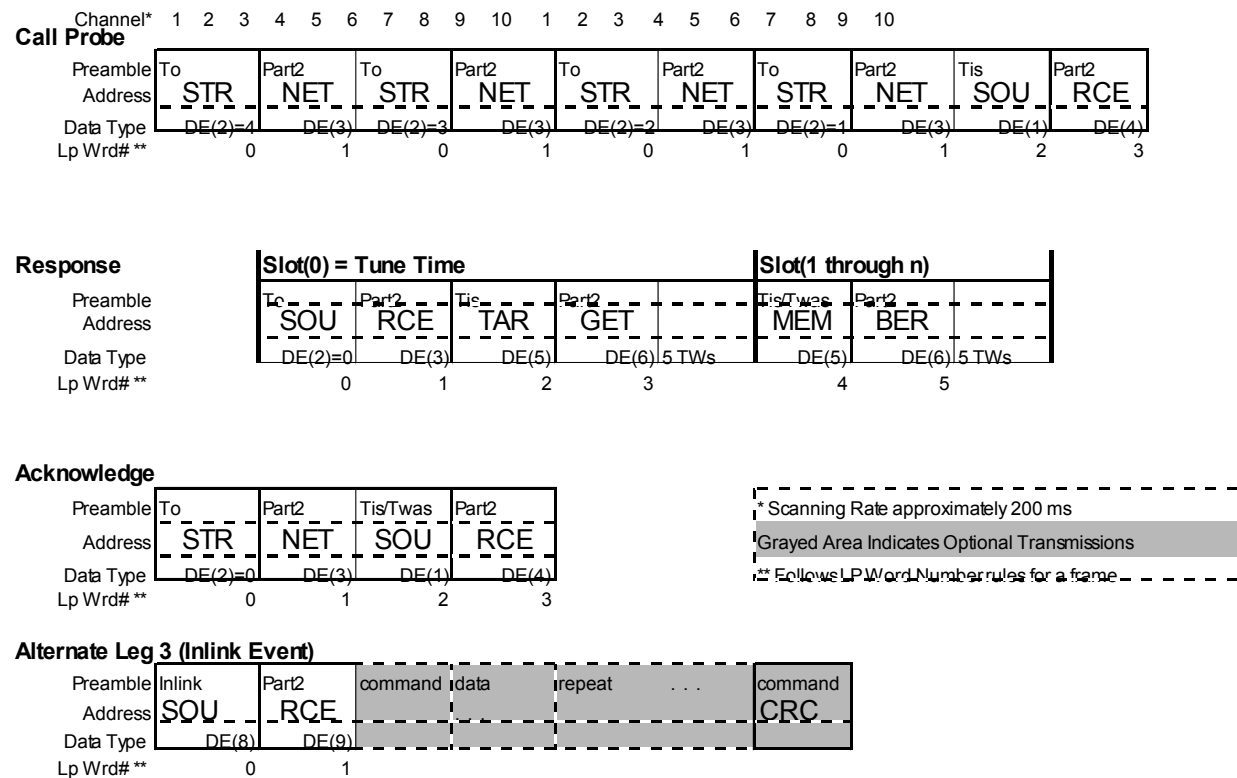 Channel* 1 2 3 4 5 6 7 8 9 10 1 2 3 4 5 6 7 8 9 10
Call Probe
Preamble To Part2 To Part2 To Part2 To Part2 Tis Part2
Address STR NET STR NET STR NET STR NET SOU RCE
Data Type DE(2)=4 DE(3) DE(2)=3 DE(3) DE(2)=2 DE(3) DE(2)=1 DE(3) DE(1) DE(4)
Lp Wrd# ** 0 1 0 1 0 1 0 1 2 3
Response Slot(0) = Tune Time Slot(1 through n)
Preamble To Part2 Tis Part2 Tis/Twas Part2
Address SOU RCE TAR GET MEM BER
Data Type DE(2)=0 DE(3) DE(5) DE(6) 5 TWs DE(5) DE(6) 5 TWs
Lp Wrd# ** 0 1 2 3 4 5
Acknowledge
Preamble To Part2 Tis/Twas Part2
Address STR NET SOU RCE
Data Type DE(2)=0 DE(3) DE(1) DE(4)
Lp Wrd# ** 0 1 2 3
* Scanning Rate approximately 200 ms
Grayed Area Indicates Optional Transmissions
** Follows LP Word Number rules for a frame
Alternate Leg 3 (Inlink Event)
Preamble Inlink Part2 command data repeat . . . command
Address SOU RCE . . . CRC
Data Type DE(8) DE(9)
Lp Wrd# ** 0 1